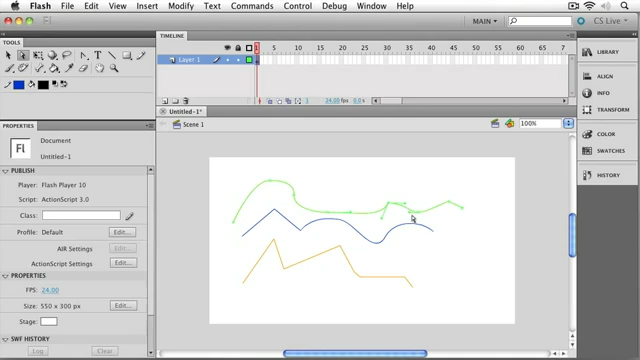 Flash File Edit View Insert Modify Text Commands Control Debug Window Help
Fl MAIN CS Live
TOOLS
TIMELINE
1 5 10 15 20 25 30 35 40 45 50 55 60 65 7
Layer 1
1 24.00 fps 0.0 s
Untitled-1*
Scene 1 100%
PROPERTIES
Fl Document
Untitled-1
PUBLISH
Player: Flash Player 10
Script: ActionScript 3.0
Class:
Profile: Default Edit...
AIR Settings Edit...
ActionScript Settings Edit...
PROPERTIES
FPS: 24.00
Size: 550 x 300 px Edit...
Stage:
SWF HISTORY
Log Clear
LIBRARY
ALIGN
INFO
TRANSFORM
COLOR
SWATCHES
HISTORY